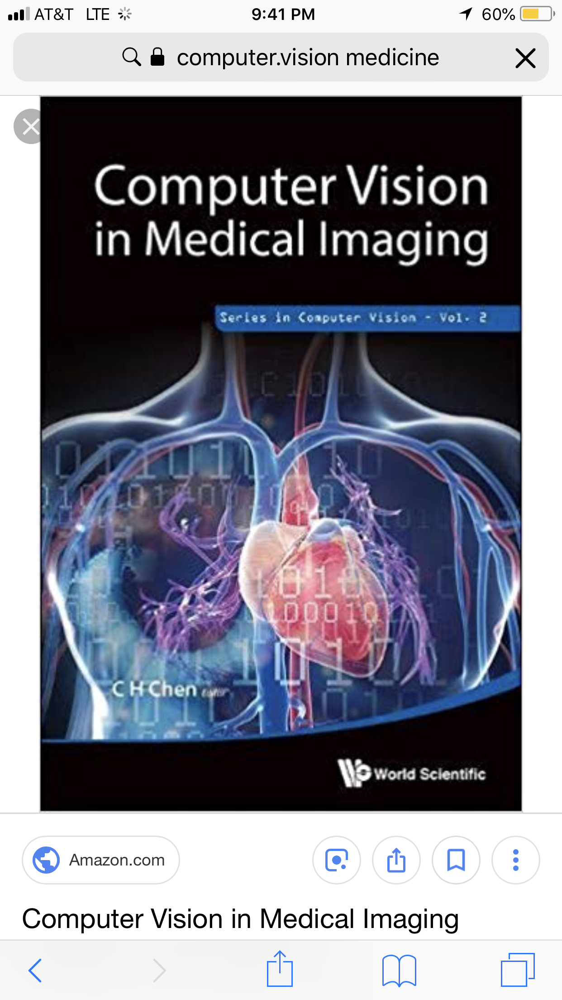 AT&T LTE 9:41 PM 60%
computer.vision medicine
Computer Vision
in Medical Imaging
Series in Computer Vision - Vol. 2
C H Chen Editor
World Scientific
Amazon.com
Computer Vision in Medical Imaging